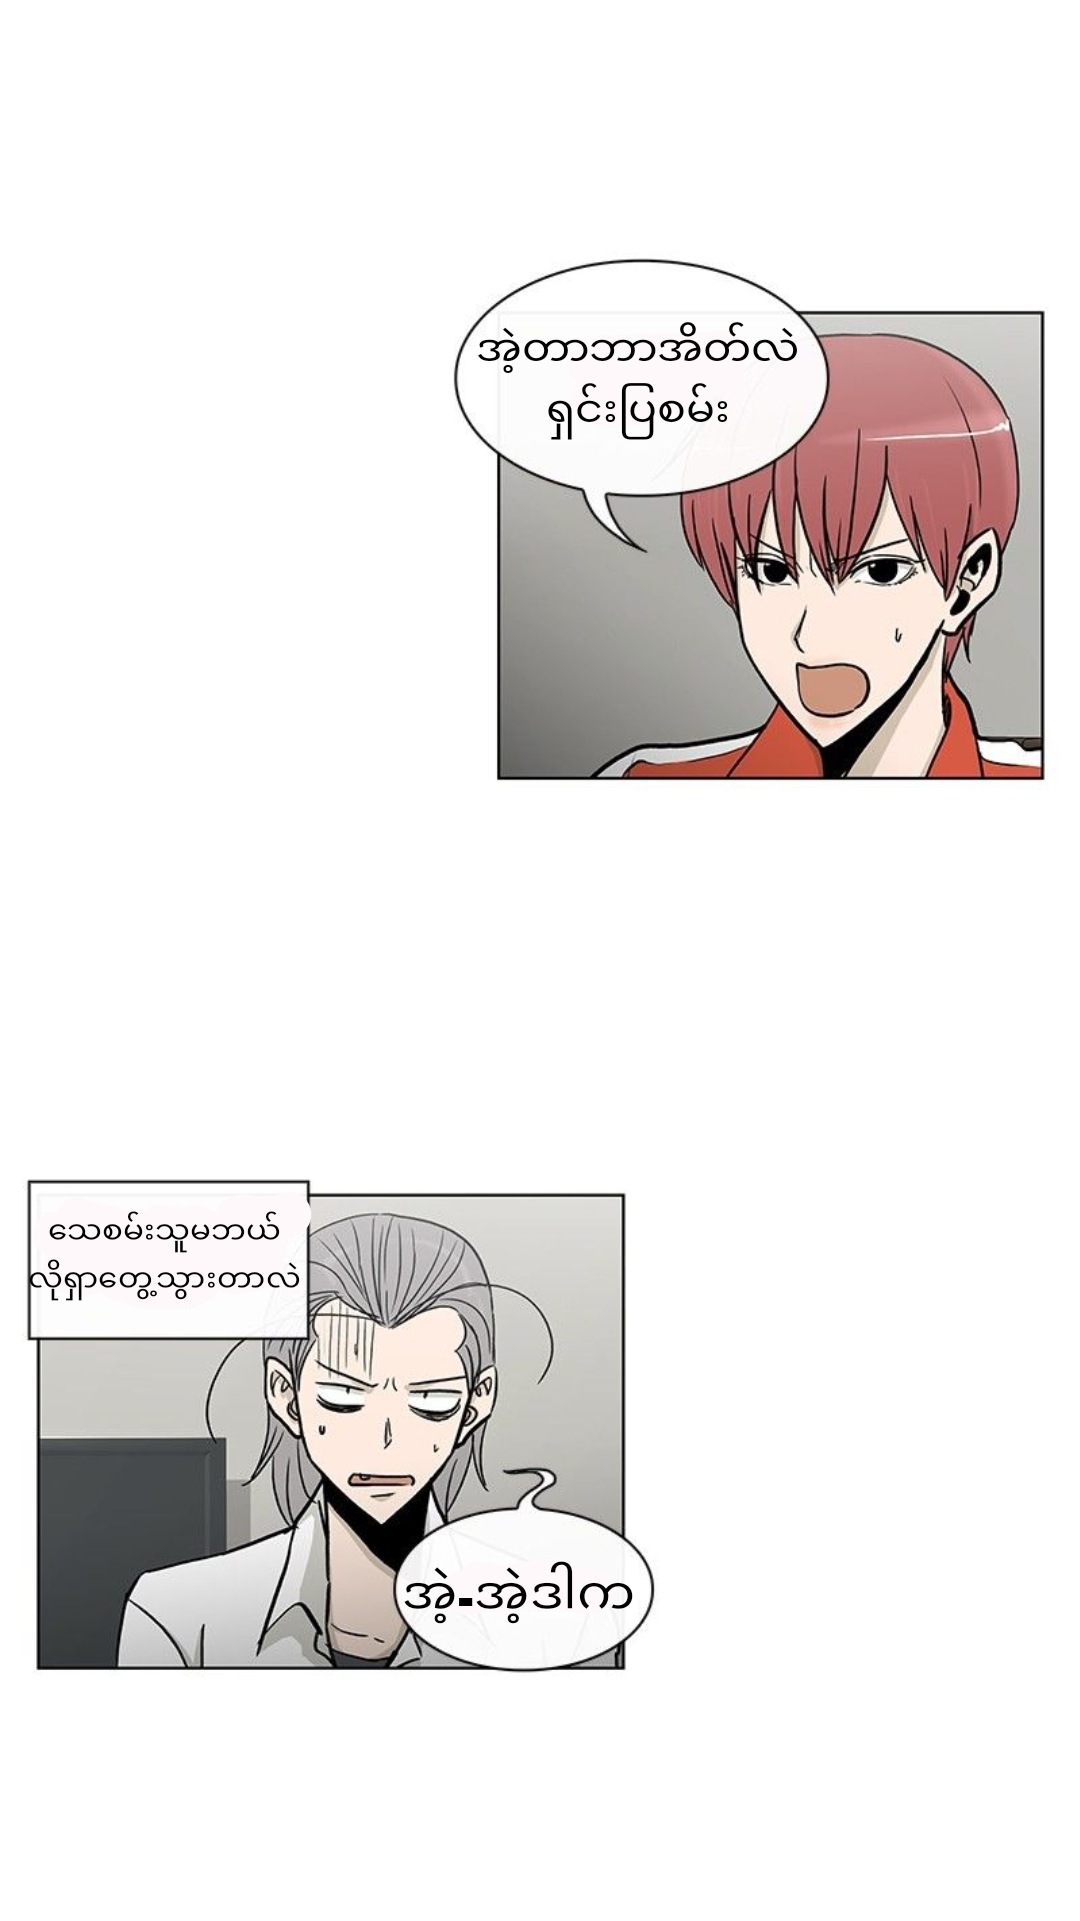 အဲ့တာဘာအိတ်လဲ
ရှင်းပြစမ်း
သေစမ်းသူမဘယ်
လိုရှာတွေ့သွားတာလဲ
အဲ့-အဲ့ဒါက